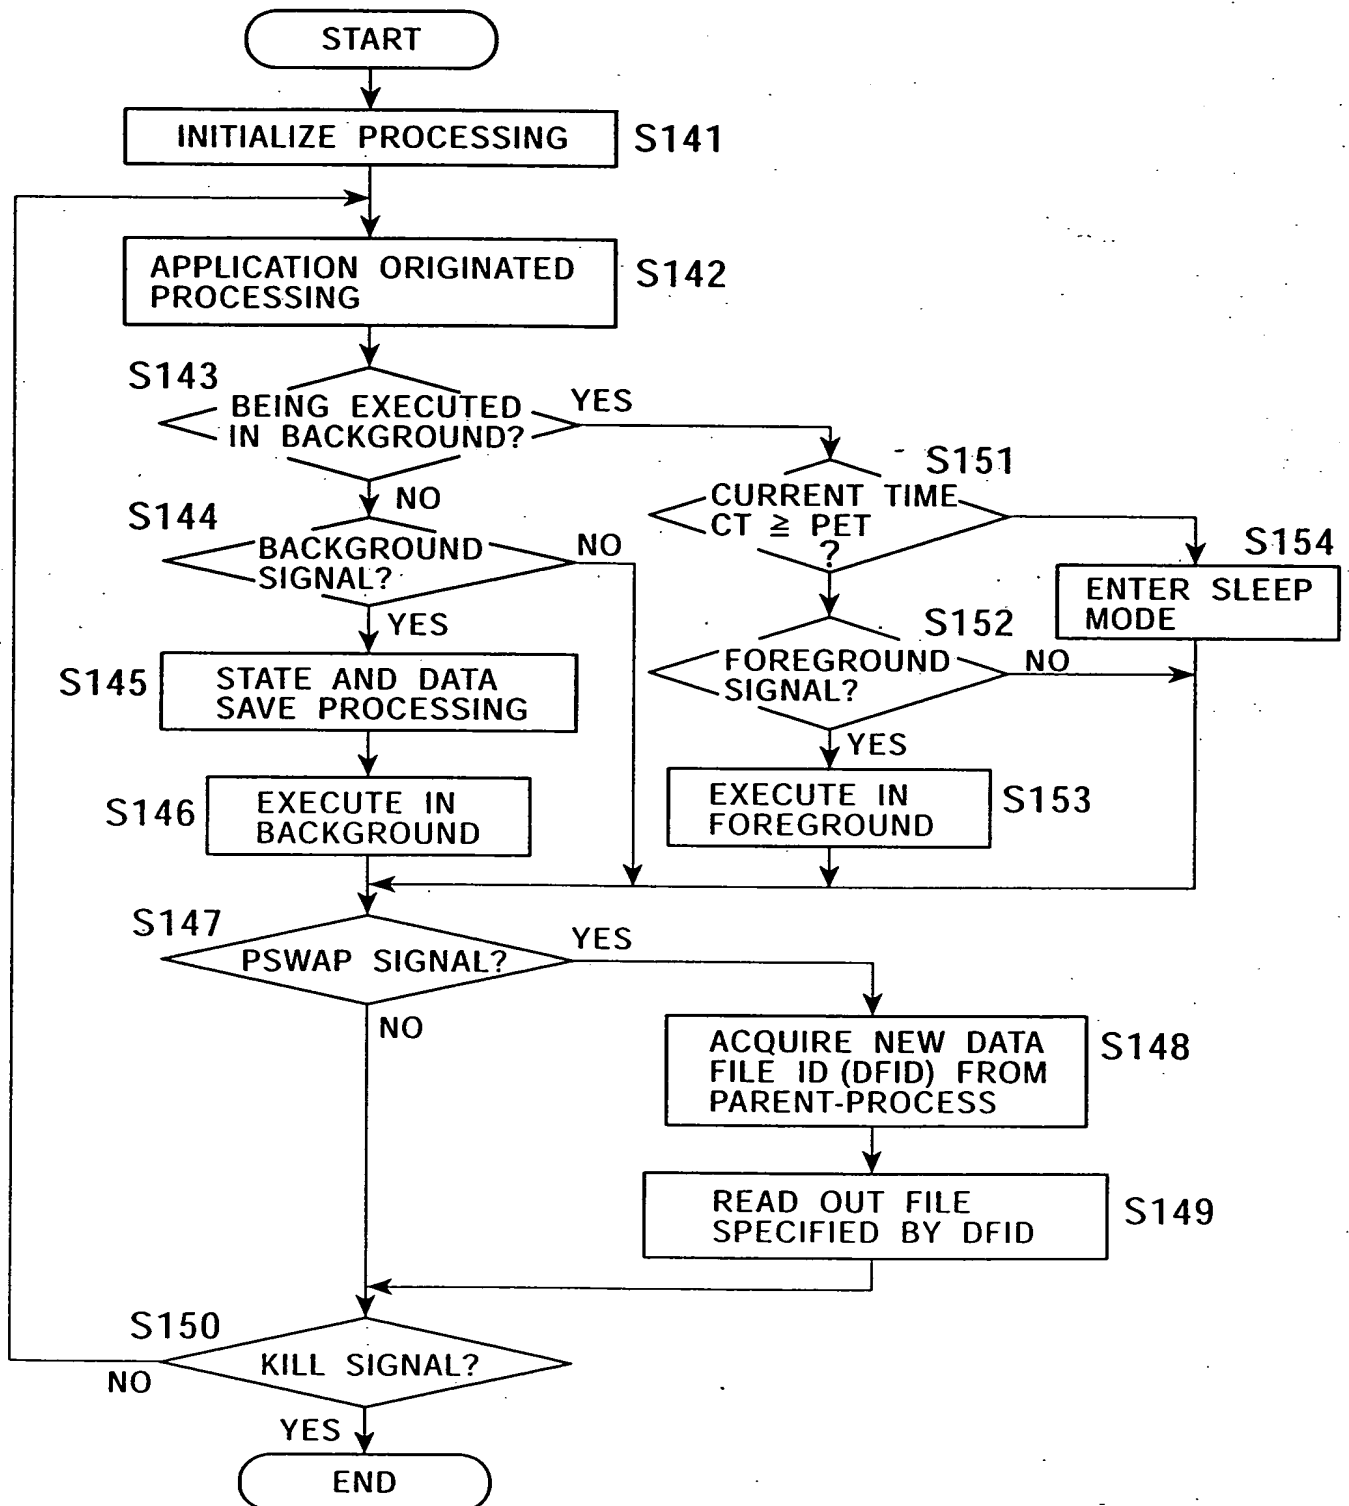 START
INITIALIZE PROCESSING
S141
APPLICATION ORIGINATED
PROCESSING
S142
S143
BEING EXECUTED
IN BACKGROUND?
YES
NO
S144
BACKGROUND
SIGNAL?
NO
YES
S145
STATE AND DATA
SAVE PROCESSING
S146
EXECUTE IN
BACKGROUND
S151
CURRENT TIME
CT ≧ PET
?
S154
ENTER SLEEP
MODE
S152
FOREGROUND
SIGNAL?
NO
YES
EXECUTE IN
FOREGROUND
S153
S147
PSWAP SIGNAL?
YES
NO
ACQUIRE NEW DATA
FILE ID (DFID) FROM
PARENT-PROCESS
S148
READ OUT FILE
SPECIFIED BY DFID
S149
S150
KILL SIGNAL?
NO
YES
END